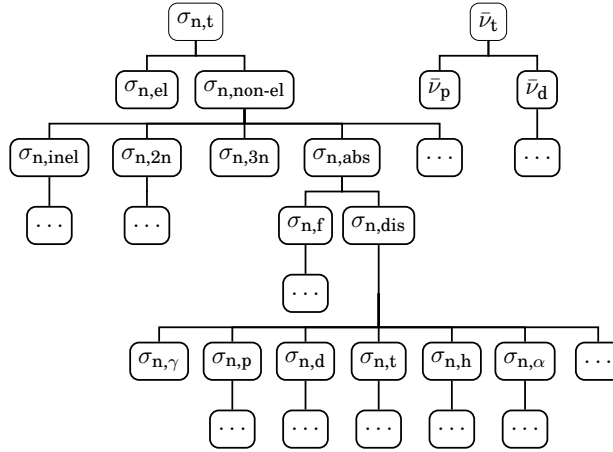 σn,t ν̄t
σn,el σn,non-el ν̄p ν̄d
σn,inel σn,2n σn,3n σn,abs ··· ···
··· ··· σn,f σn,dis
···
σn,γ σn,p σn,d σn,t σn,h σn,α ···
··· ··· ··· ··· ···